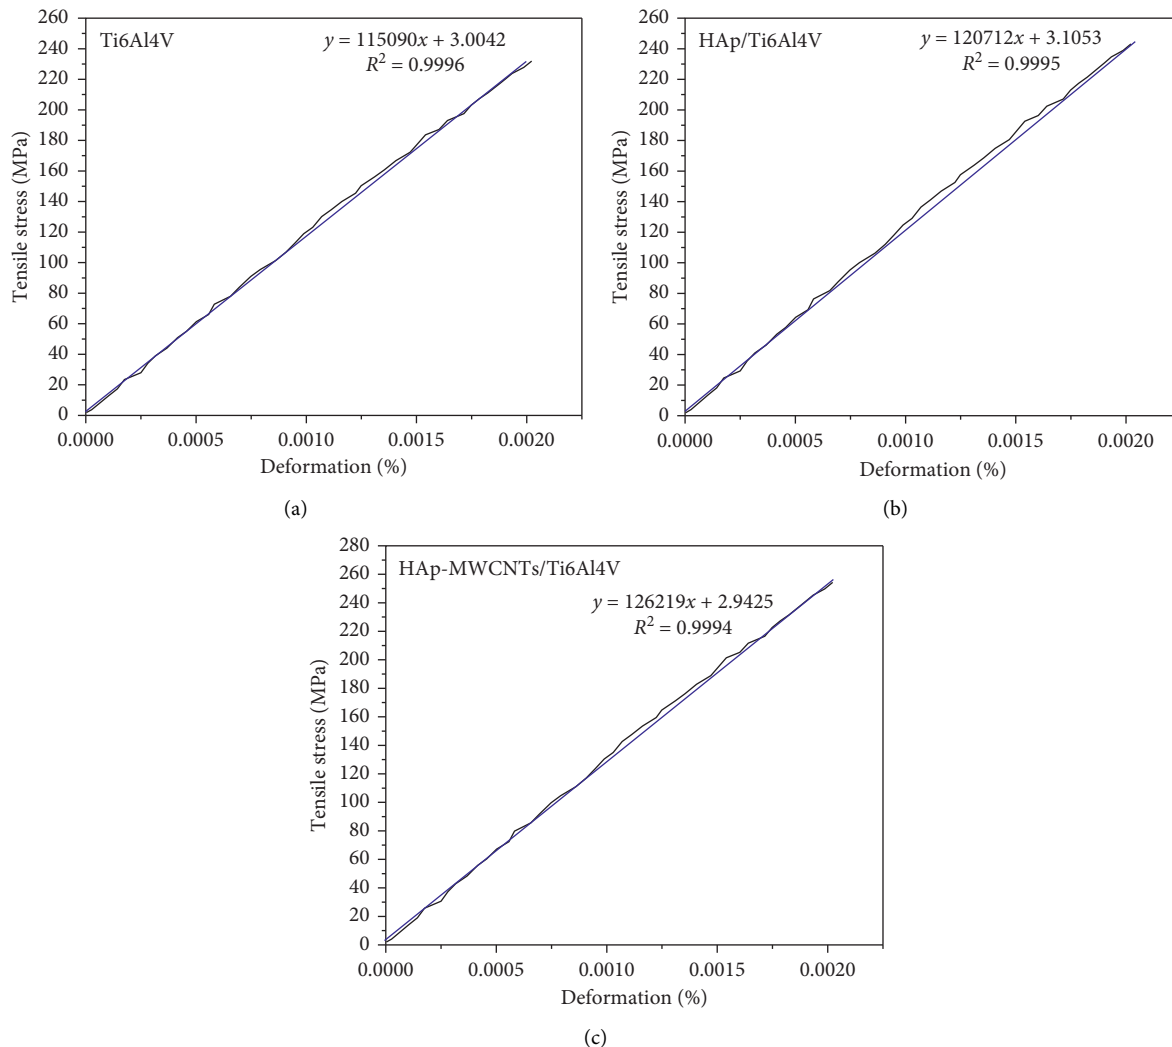 260
240
220
200
180
160
140
120
100
80
60
40
20
0
Tensile stress (MPa)
Ti6Al4V
y = 115090x + 3.0042
R² = 0.9996
0.0000 0.0005 0.0010 0.0015 0.0020
Deformation (%)
(a)
260
240
220
200
180
160
140
120
100
80
60
40
20
0
Tensile stress (MPa)
HAp/Ti6Al4V
y = 120712x + 3.1053
R² = 0.9995
0.0000 0.0005 0.0010 0.0015 0.0020
Deformation (%)
(b)
280
260
240
220
200
180
160
140
120
100
80
60
40
20
0
Tensile stress (MPa)
HAp-MWCNTs/Ti6Al4V
y = 126219x + 2.9425
R² = 0.9994
0.0000 0.0005 0.0010 0.0015 0.0020
Deformation (%)
(c)